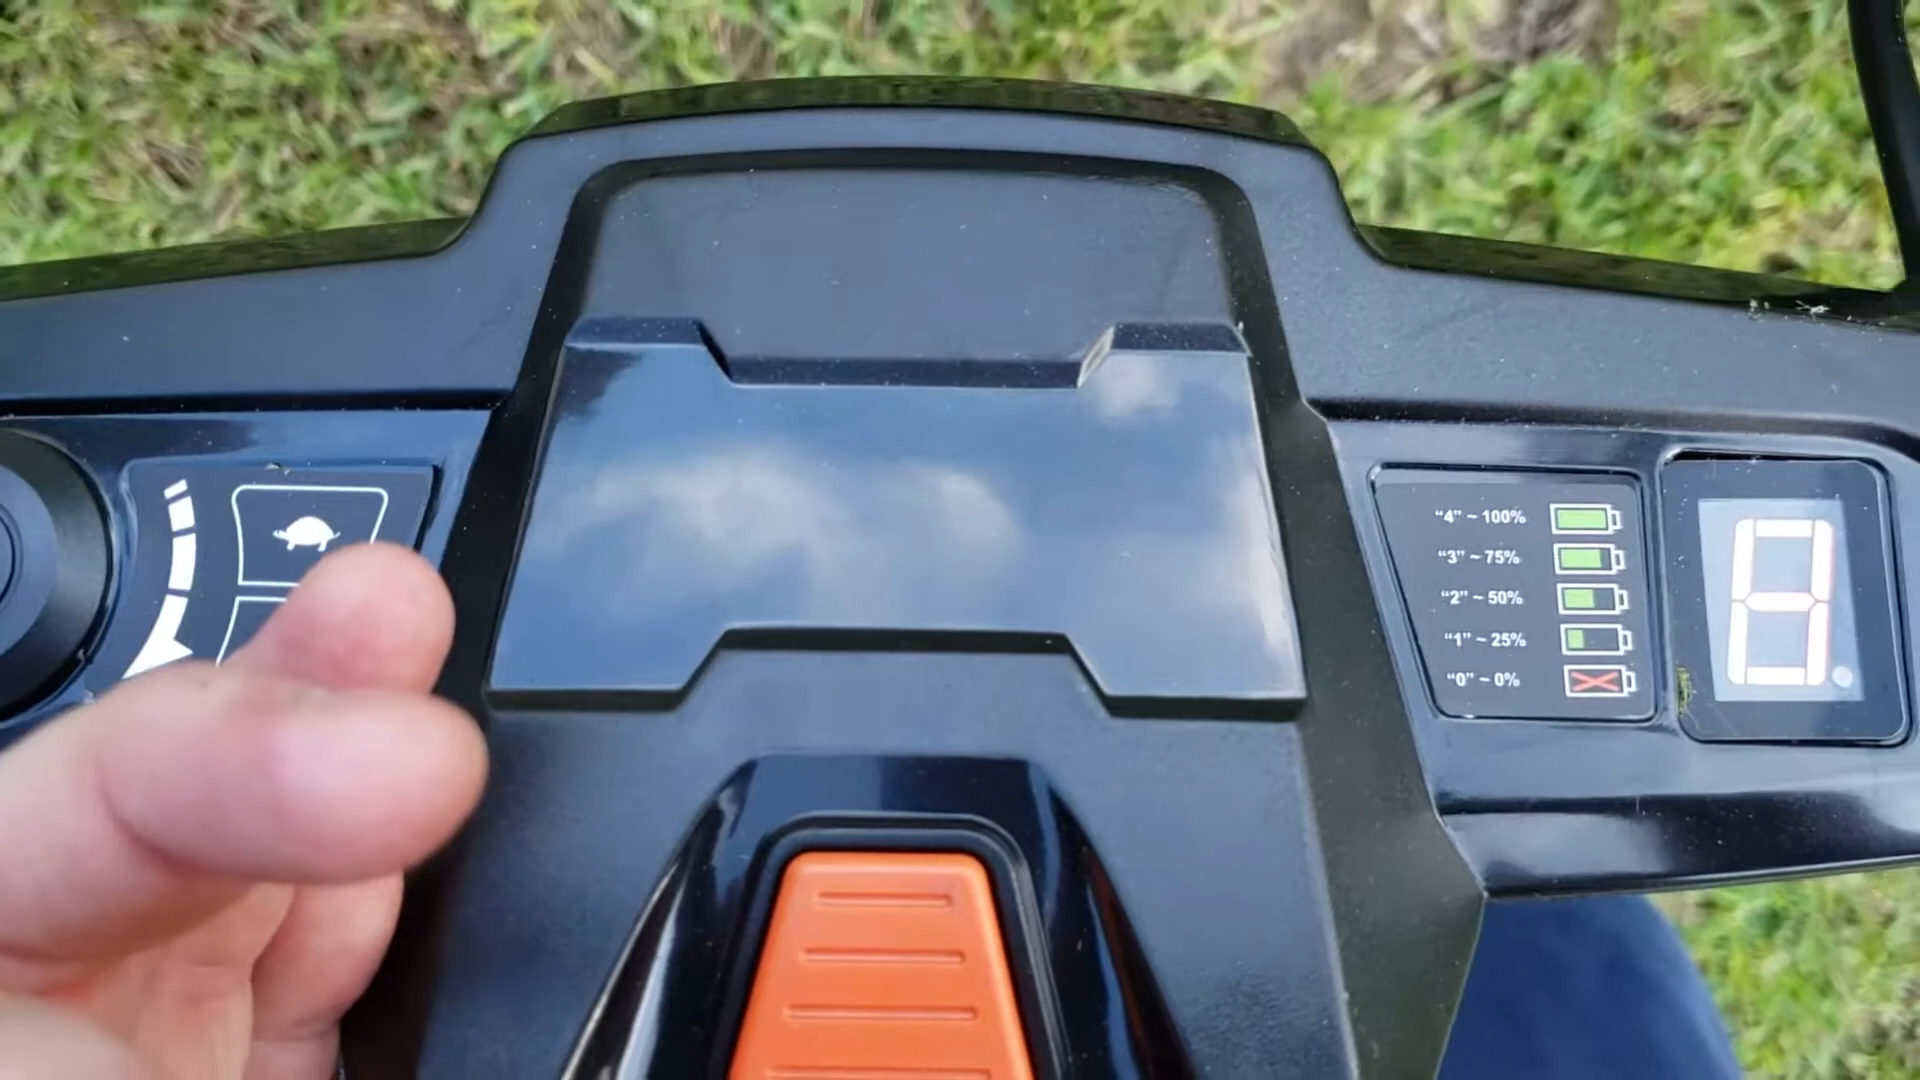 “4” ~ 100%
“3” ~ 75%
“2” ~ 50%
“1” ~ 25%
“0” ~ 0%